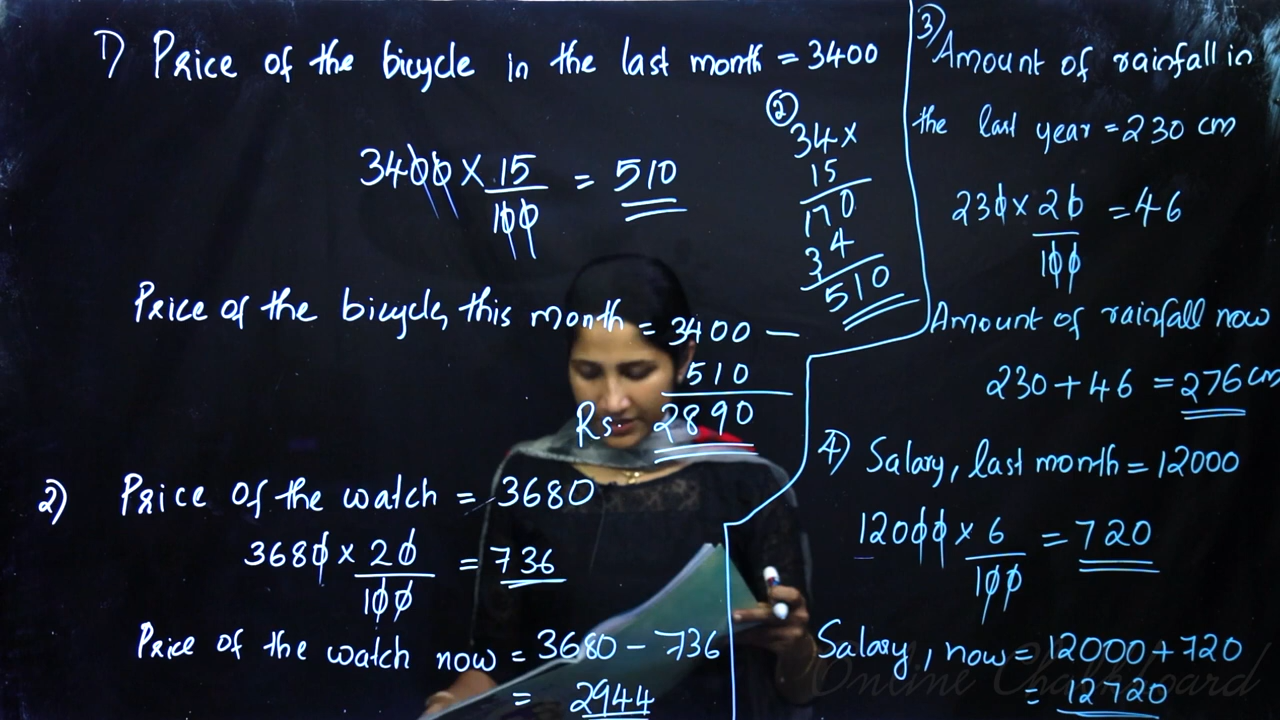 1) Price of the bicycle in the last month = 3400
3400 × 15/100 = 510
②
34 ×
15
170
34
510
Price of the bicycle, this month = 3400 —
510
Rs. 2890
2) Price of the watch = 3680
3680 × 20/100 = 736
Price of the watch now = 3680 – 736
= 2944
③ Amount of rainfall in
the last year = 230 cm
230 × 20/100 = 46
Amount of rainfall now
230 + 46 = 276 cm
4) Salary, last month = 12000
12000 × 6/100 = 720
Salary, now = 12000 + 720
= 12720
Online Chalkboard